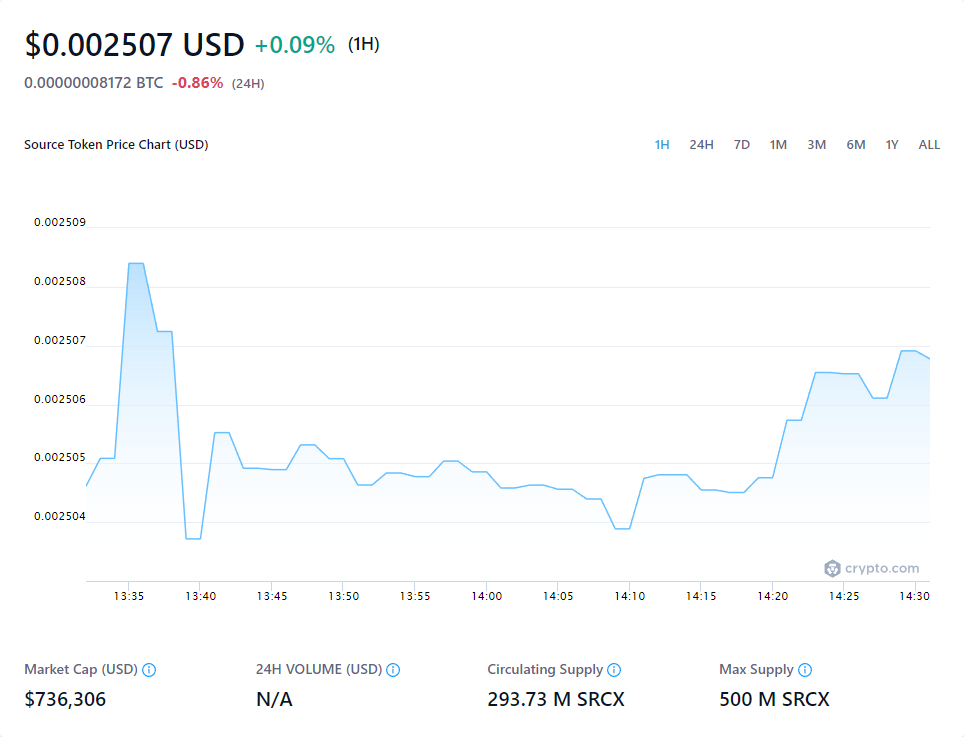 $0.002507 USD +0.09% (1H)
0.00000008172 BTC -0.86% (24H)
Source Token Price Chart (USD) 1H 24H 7D 1M 3M 6M 1Y ALL
0.002509
0.002508
0.002507
0.002506
0.002505
0.002504
crypto.com
13:35 13:40 13:45 13:50 13:55 14:00 14:05 14:10 14:15 14:20 14:25 14:30
Market Cap (USD) 24H VOLUME (USD) Circulating Supply Max Supply
$736,306 N/A 293.73 M SRCX 500 M SRCX